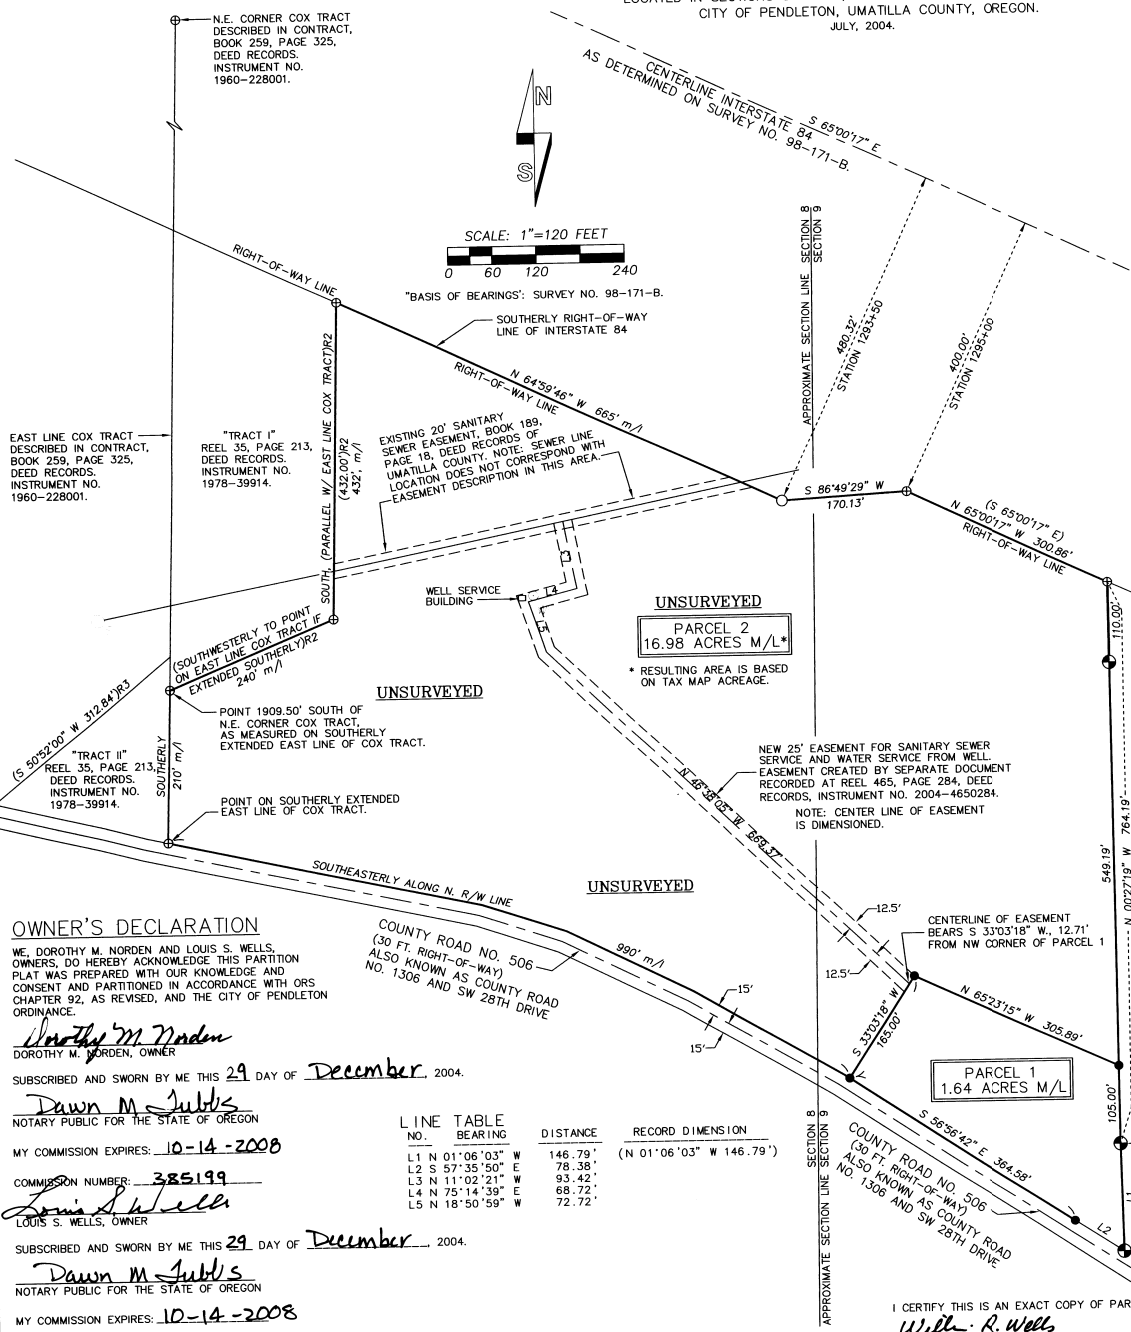 CITY OF PENDLETON, UMATILLA COUNTY, OREGON.
JULY, 2004.
N.E. CORNER COX TRACT
DESCRIBED IN CONTRACT,
BOOK 259, PAGE 325,
DEED RECORDS.
INSTRUMENT NO.
1960-228001.
CENTERLINE INTERSTATE 84
AS DETERMINED ON SURVEY NO. 98-171-B.
S 65°00'17" E
N
S
SCALE: 1"=120 FEET
0 60 120 240
"BASIS OF BEARINGS': SURVEY NO. 98-171-B.
SOUTHERLY RIGHT-OF-WAY
LINE OF INTERSTATE 84
RIGHT-OF-WAY LINE
N 64°59'46" W 665' m/l
RIGHT-OF-WAY LINE
APPROXIMATE SECTION LINE SECTION 8
SECTION 9
480.32'
STATION 1293+50
400.00'
STATION 1295+00
EAST LINE COX TRACT
DESCRIBED IN CONTRACT,
BOOK 259, PAGE 325,
DEED RECORDS.
INSTRUMENT NO.
1960-228001.
"TRACT I"
REEL 35, PAGE 213,
DEED RECORDS.
INSTRUMENT NO.
1978-39914.
SOUTH, (PARALLEL W/ EAST LINE COX TRACT)R2
(432.00')R2
432', m/l
EXISTING 20' SANITARY
SEWER EASEMENT, BOOK 189,
PAGE 18, DEED RECORDS OF
UMATILLA COUNTY. NOTE: SEWER LINE
LOCATION DOES NOT CORRESPOND WITH
EASEMENT DESCRIPTION IN THIS AREA.
S 86°49'29" W
170.13'
(S 65°00'17" E)
N 65°00'17" W 300.86'
RIGHT-OF-WAY LINE
L3
L4
L5
WELL SERVICE
BUILDING
UNSURVEYED
PARCEL 2
16.98 ACRES M/L*
* RESULTING AREA IS BASED
ON TAX MAP ACREAGE.
110.00'
(SOUTHWESTERLY TO POINT
ON EAST LINE COX TRACT IF
EXTENDED SOUTHERLY)R2
240' m/l
UNSURVEYED
POINT 1909.50' SOUTH OF
N.E. CORNER COX TRACT,
AS MEASURED ON SOUTHERLY
EXTENDED EAST LINE OF COX TRACT.
(S 50°52'00" W 312.84')R3
"TRACT II"
REEL 35, PAGE 213,
DEED RECORDS.
INSTRUMENT NO.
1978-39914.
SOUTHERLY
210' m/l
POINT ON SOUTHERLY EXTENDED
EAST LINE OF COX TRACT.
NEW 25' EASEMENT FOR SANITARY SEWER
SERVICE AND WATER SERVICE FROM WELL.
EASEMENT CREATED BY SEPARATE DOCUMENT
RECORDED AT REEL 465, PAGE 284, DEED
RECORDS, INSTRUMENT NO. 2004-4650284.
NOTE: CENTER LINE OF EASEMENT
IS DIMENSIONED.
N 46°38'05" W 669.37'
549.19'
N 00°27'19" W 764.19'
SOUTHEASTERLY ALONG N. R/W LINE
990' m/l
UNSURVEYED
COUNTY ROAD NO. 506
(30 FT. RIGHT-OF-WAY)
ALSO KNOWN AS COUNTY ROAD
NO. 1306 AND SW 28TH DRIVE
12.5'
12.5'
15'
15'
CENTERLINE OF EASEMENT
BEARS S 33°03'18" W., 12.71'
FROM NW CORNER OF PARCEL 1
S 33°03'18" W
165.00'
N 65°23'15" W 305.89'
PARCEL 1
1.64 ACRES M/L
105.00'
S 56°56'42" E 364.58'
COUNTY ROAD NO. 506
(30 FT. RIGHT-OF-WAY)
ALSO KNOWN AS COUNTY ROAD
NO. 1306 AND SW 28TH DRIVE
L2
L1
APPROXIMATE SECTION LINE SECTION 8
SECTION 9
OWNER'S DECLARATION
WE, DOROTHY M. NORDEN AND LOUIS S. WELLS,
OWNERS, DO HEREBY ACKNOWLEDGE THIS PARTITION
PLAT WAS PREPARED WITH OUR KNOWLEDGE AND
CONSENT AND PARTITIONED IN ACCORDANCE WITH ORS
CHAPTER 92, AS REVISED, AND THE CITY OF PENDLETON
ORDINANCE.
Dorothy M. Norden
DOROTHY M. NORDEN, OWNER
SUBSCRIBED AND SWORN BY ME THIS 29 DAY OF December, 2004.
Dawn M Tubbs
NOTARY PUBLIC FOR THE STATE OF OREGON
MY COMMISSION EXPIRES: 10-14-2008
COMMISSION NUMBER: 385199
Louis S. Wells
LOUIS S. WELLS, OWNER
SUBSCRIBED AND SWORN BY ME THIS 29 DAY OF December, 2004.
Dawn M Tubbs
NOTARY PUBLIC FOR THE STATE OF OREGON
MY COMMISSION EXPIRES: 10-14-2008
LINE TABLE
NO. BEARING DISTANCE RECORD DIMENSION
L1 N 01°06'03" W 146.79' (N 01°06'03" W 146.79')
L2 S 57°35'50" E 78.38'
L3 N 11°02'21" W 93.42'
L4 N 75°14'39" E 68.72'
L5 N 18°50'59" W 72.72'
I CERTIFY THIS IS AN EXACT COPY OF PAR
R. Wells